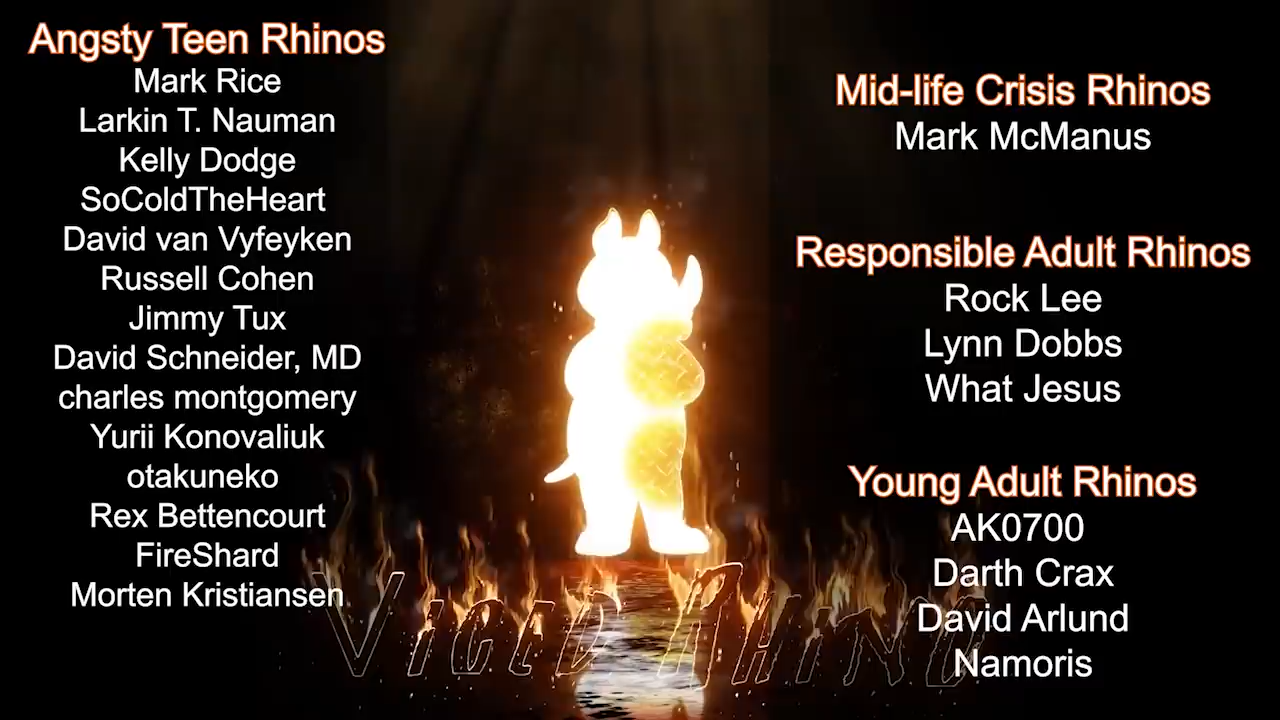 Angsty Teen Rhinos
Mark Rice
Larkin T. Nauman
Kelly Dodge
SoColdTheHeart
David van Vyfeyken
Russell Cohen
Jimmy Tux
David Schneider, MD
charles montgomery
Yurii Konovaliuk
otakuneko
Rex Bettencourt
FireShard
Morten Kristiansen
Mid-life Crisis Rhinos
Mark McManus
Responsible Adult Rhinos
Rock Lee
Lynn Dobbs
What Jesus
Young Adult Rhinos
AK0700
Darth Crax
David Arlund
Namoris
Rhino